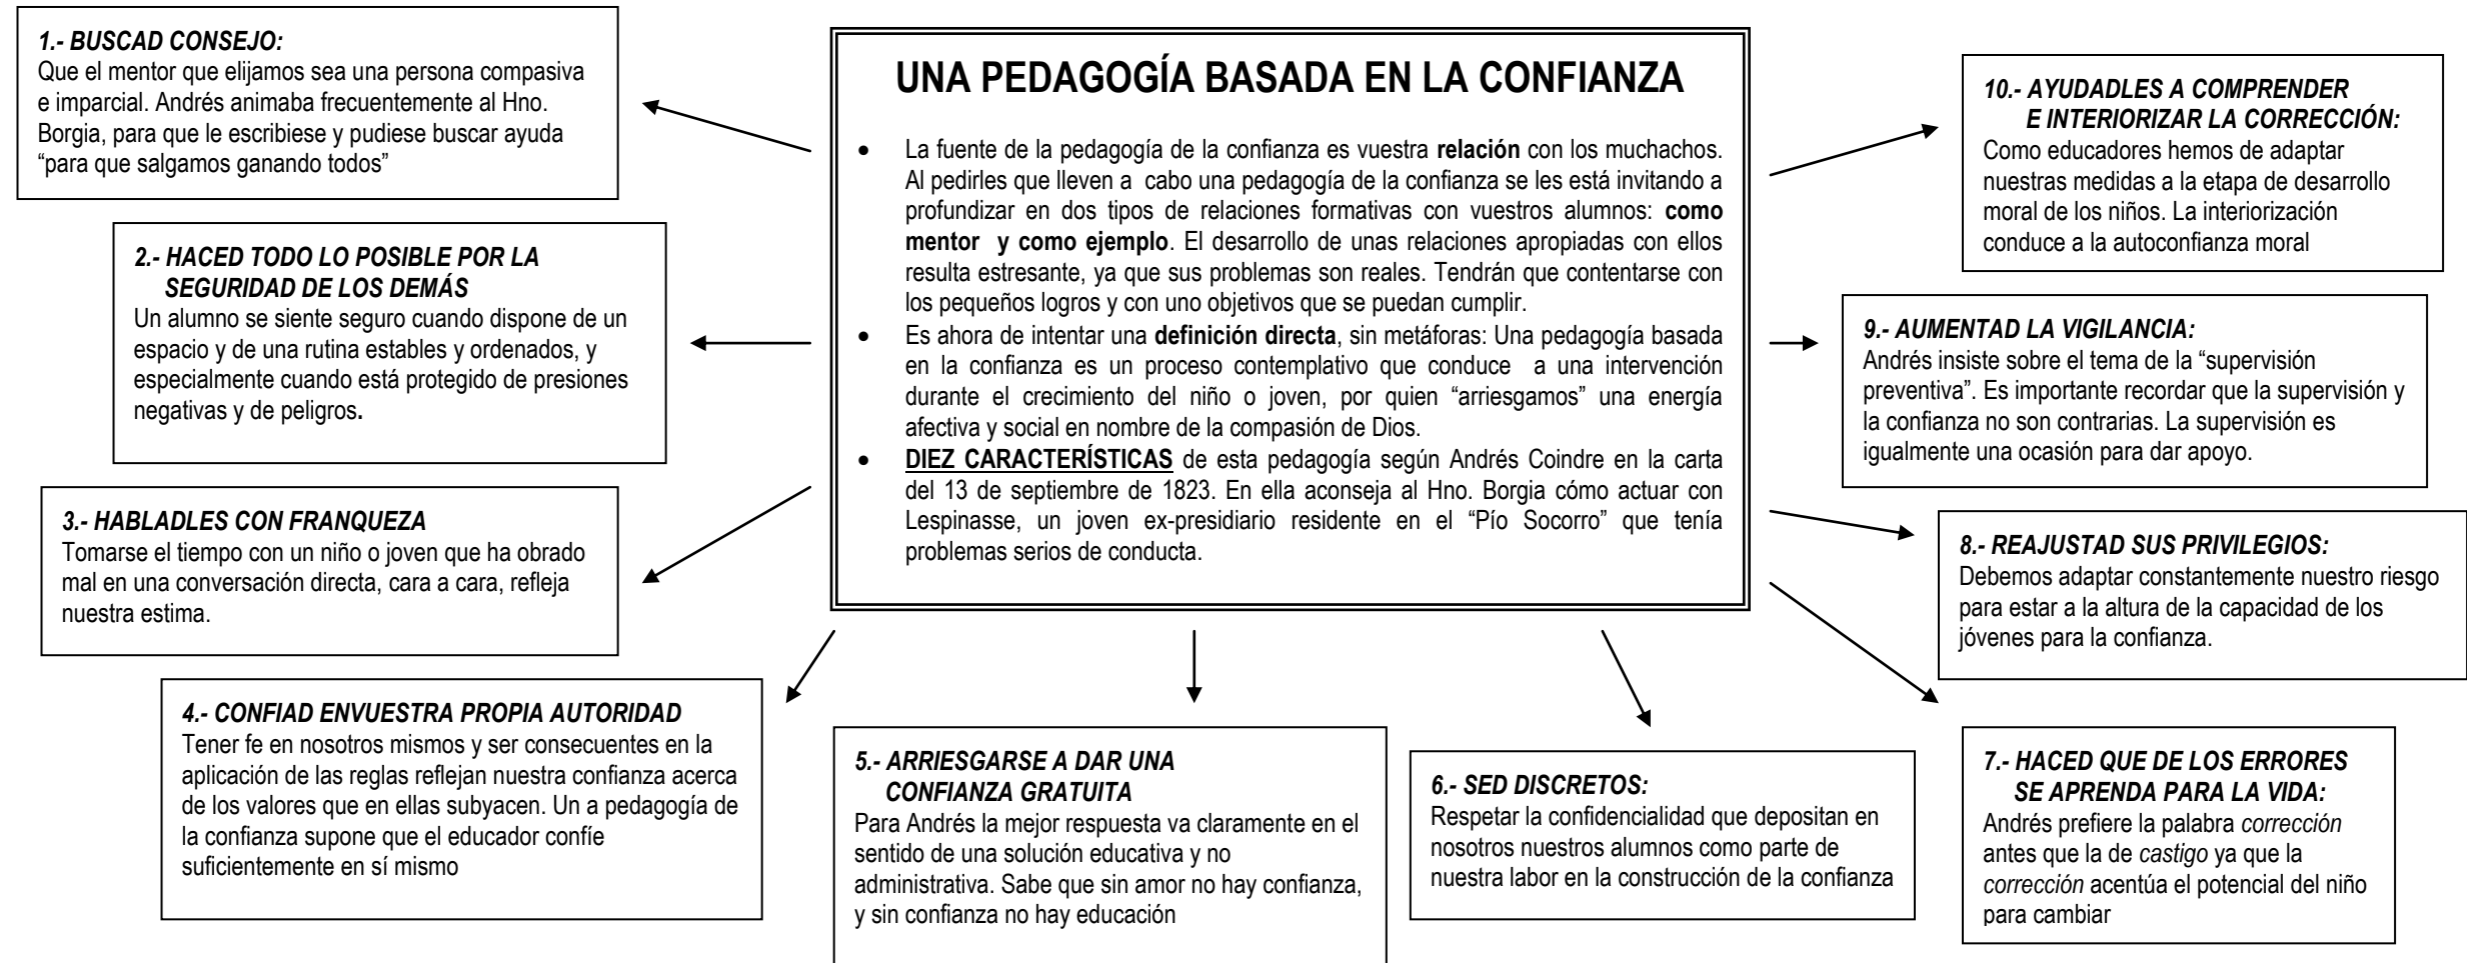 UNA PEDAGOGÍA BASADA EN LA CONFIANZA
• La fuente de la pedagogía de la confianza es vuestra relación con los muchachos.
Al pedirles que lleven a cabo una pedagogía de la confianza se les está invitando a
profundizar en dos tipos de relaciones formativas con vuestros alumnos: como
mentor y como ejemplo. El desarrollo de unas relaciones apropiadas con ellos
resulta estresante, ya que sus problemas son reales. Tendrán que contentarse con
los pequeños logros y con uno objetivos que se puedan cumplir.
• Es ahora de intentar una definición directa, sin metáforas: Una pedagogía basada
en la confianza es un proceso contemplativo que conduce a una intervención
durante el crecimiento del niño o joven, por quien “arriesgamos” una energía
afectiva y social en nombre de la compasión de Dios.
• DIEZ CARACTERÍSTICAS de esta pedagogía según Andrés Coindre en la carta
del 13 de septiembre de 1823. En ella aconseja al Hno. Borgia cómo actuar con
Lespinasse, un joven ex-presidiario residente en el “Pío Socorro” que tenía
problemas serios de conducta.
1.- BUSCAD CONSEJO:
Que el mentor que elijamos sea una persona compasiva
e imparcial. Andrés animaba frecuentemente al Hno.
Borgia, para que le escribiese y pudiese buscar ayuda
“para que salgamos ganando todos”
2.- HACED TODO LO POSIBLE POR LA
SEGURIDAD DE LOS DEMÁS
Un alumno se siente seguro cuando dispone de un
espacio y de una rutina estables y ordenados, y
especialmente cuando está protegido de presiones
negativas y de peligros.
3.- HABLADLES CON FRANQUEZA
Tomarse el tiempo con un niño o joven que ha obrado
mal en una conversación directa, cara a cara, refleja
nuestra estima.
4.- CONFIAD ENVUESTRA PROPIA AUTORIDAD
Tener fe en nosotros mismos y ser consecuentes en la
aplicación de las reglas reflejan nuestra confianza acerca
de los valores que en ellas subyacen. Un a pedagogía de
la confianza supone que el educador confíe
suficientemente en sí mismo
5.- ARRIESGARSE A DAR UNA
CONFIANZA GRATUITA
Para Andrés la mejor respuesta va claramente en el
sentido de una solución educativa y no
administrativa. Sabe que sin amor no hay confianza,
y sin confianza no hay educación
6.- SED DISCRETOS:
Respetar la confidencialidad que depositan en
nosotros nuestros alumnos como parte de
nuestra labor en la construcción de la confianza
7.- HACED QUE DE LOS ERRORES
SE APRENDA PARA LA VIDA:
Andrés prefiere la palabra corrección
antes que la de castigo ya que la
corrección acentúa el potencial del niño
para cambiar
8.- REAJUSTAD SUS PRIVILEGIOS:
Debemos adaptar constantemente nuestro riesgo
para estar a la altura de la capacidad de los
jóvenes para la confianza.
9.- AUMENTAD LA VIGILANCIA:
Andrés insiste sobre el tema de la “supervisión
preventiva”. Es importante recordar que la supervisión y
la confianza no son contrarias. La supervisión es
igualmente una ocasión para dar apoyo.
10.- AYUDADLES A COMPRENDER
E INTERIORIZAR LA CORRECCIÓN:
Como educadores hemos de adaptar
nuestras medidas a la etapa de desarrollo
moral de los niños. La interiorización
conduce a la autoconfianza moral